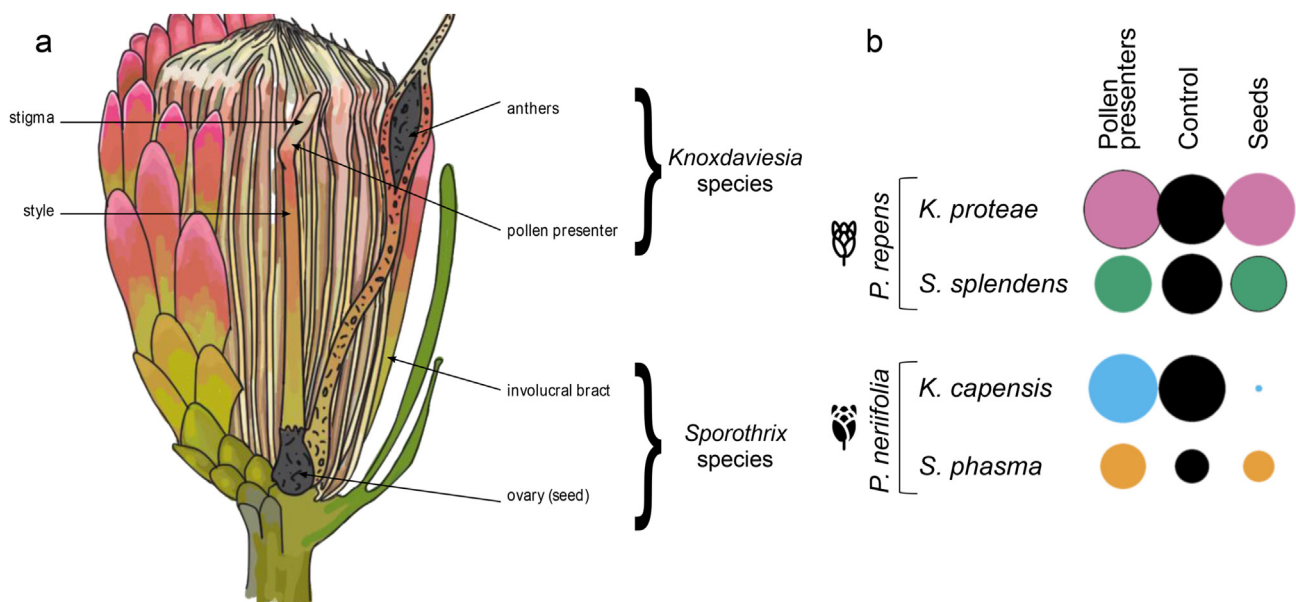 a
stigma
style
anthers
pollen presenter
involucral bract
ovary (seed)
Knoxdaviesia
species
Sporothrix
species
b
Pollen
presenters
Control
Seeds
P. repens
K. proteae
S. splendens
P. neriifolia
K. capensis
S. phasma